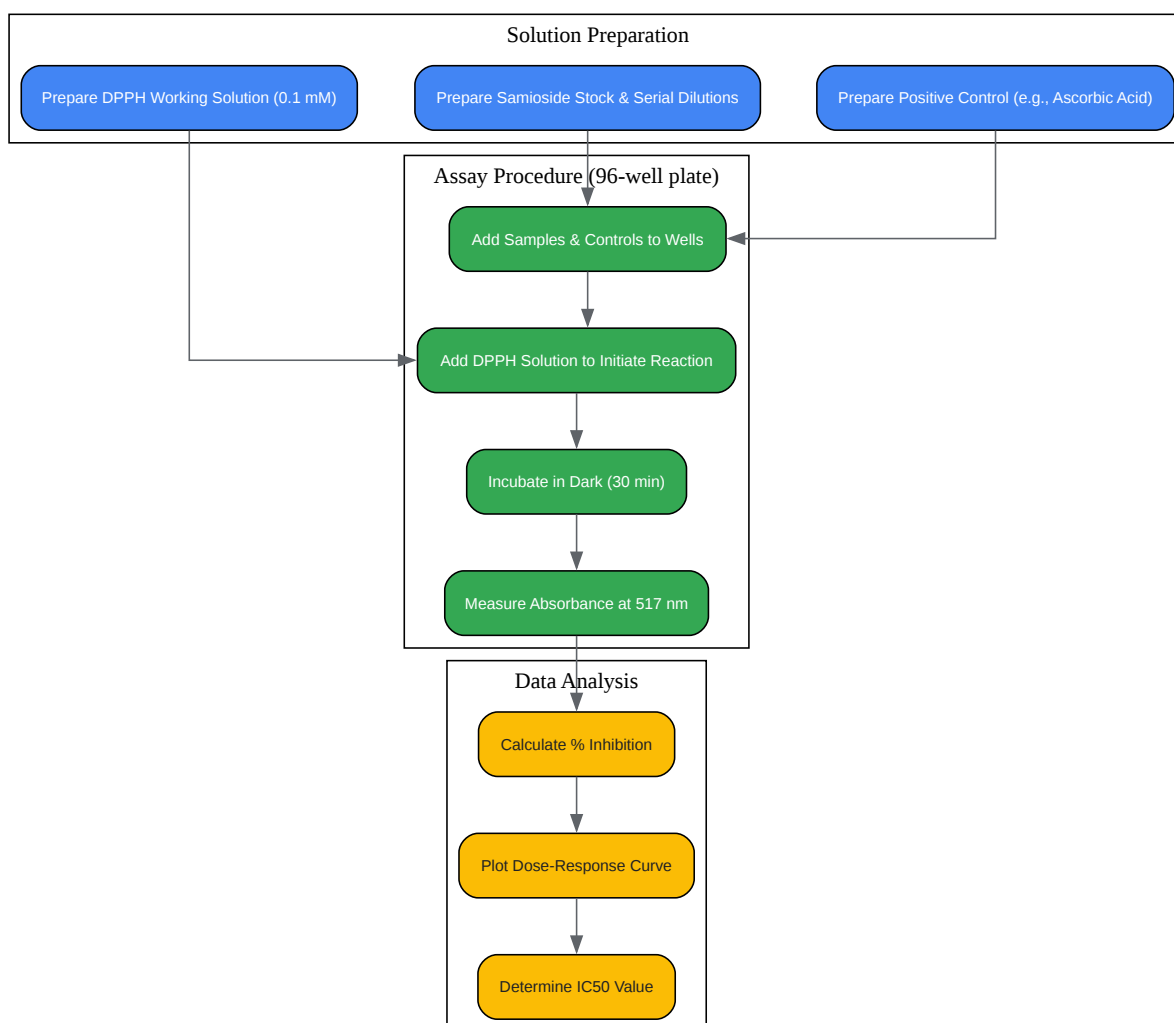 Solution Preparation
Prepare DPPH Working Solution (0.1 mM)
Prepare Samioside Stock & Serial Dilutions
Prepare Positive Control (e.g., Ascorbic Acid)
Assay Procedure (96-well plate)
Add Samples & Controls to Wells
Add DPPH Solution to Initiate Reaction
Incubate in Dark (30 min)
Measure Absorbance at 517 nm
Data Analysis
Calculate % Inhibition
Plot Dose-Response Curve
Determine IC50 Value